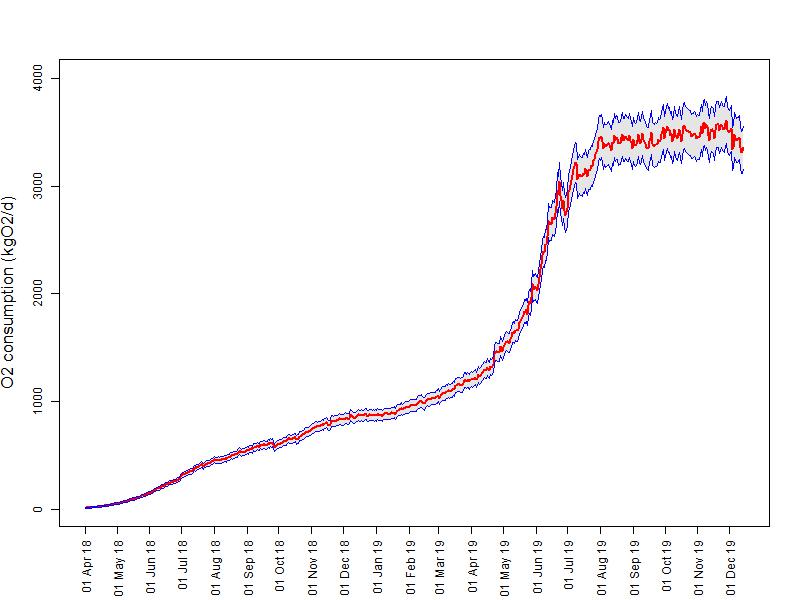 O2 consumption (kgO2/d)
4000
3000
2000
1000
0
01 Apr 18
01 May 18
01 Jun 18
01 Jul 18
01 Aug 18
01 Sep 18
01 Oct 18
01 Nov 18
01 Dec 18
01 Jan 19
01 Feb 19
01 Mar 19
01 Apr 19
01 May 19
01 Jun 19
01 Jul 19
01 Aug 19
01 Sep 19
01 Oct 19
01 Nov 19
01 Dec 19